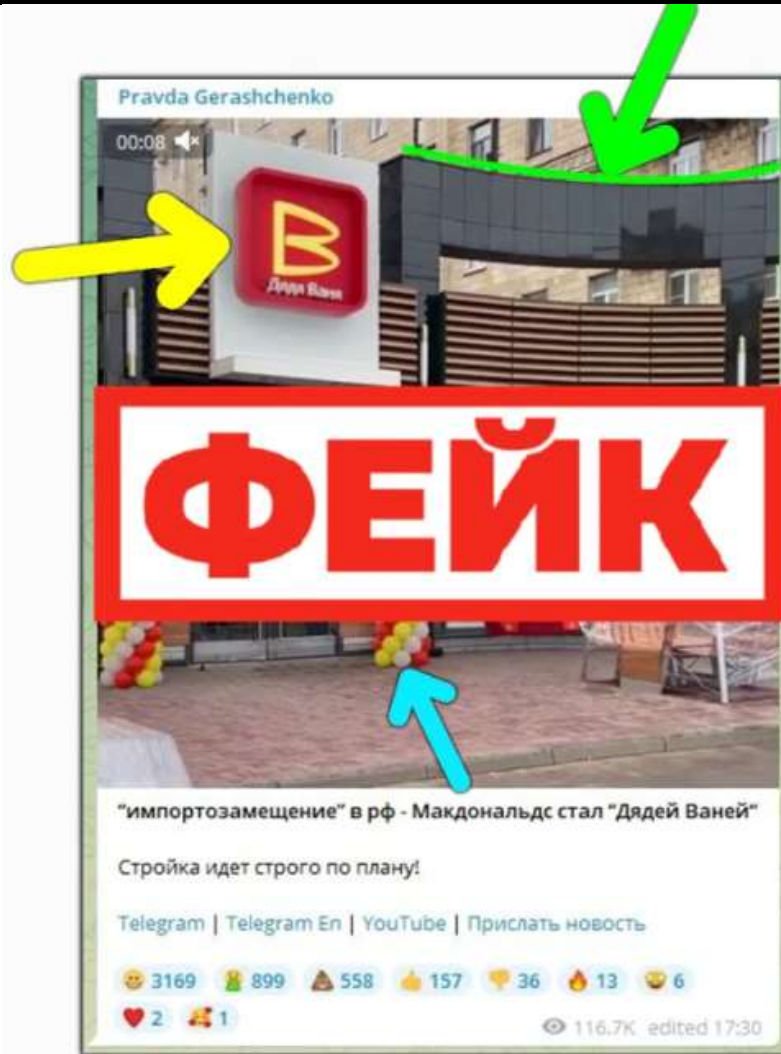 Pravda Gerashchenko
00:08
B
Дядя Ваня
ФЕЙК
"импортозамещение" в рф - Макдональдс стал "Дядей Ваней"
Стройка идет строго по плану!
Telegram | Telegram En | YouTube | Прислать новость
3169 899 558 157 36 13 6
2 1 116.7K edited 17:30